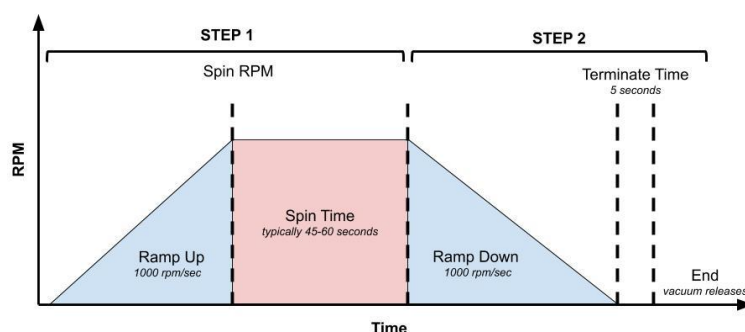 STEP 1
STEP 2
Spin RPM
Terminate Time
5 seconds
RPM
Spin Time
typically 45-60 seconds
Ramp Up
1000 rpm/sec
Ramp Down
1000 rpm/sec
End
vacuum releases
Time